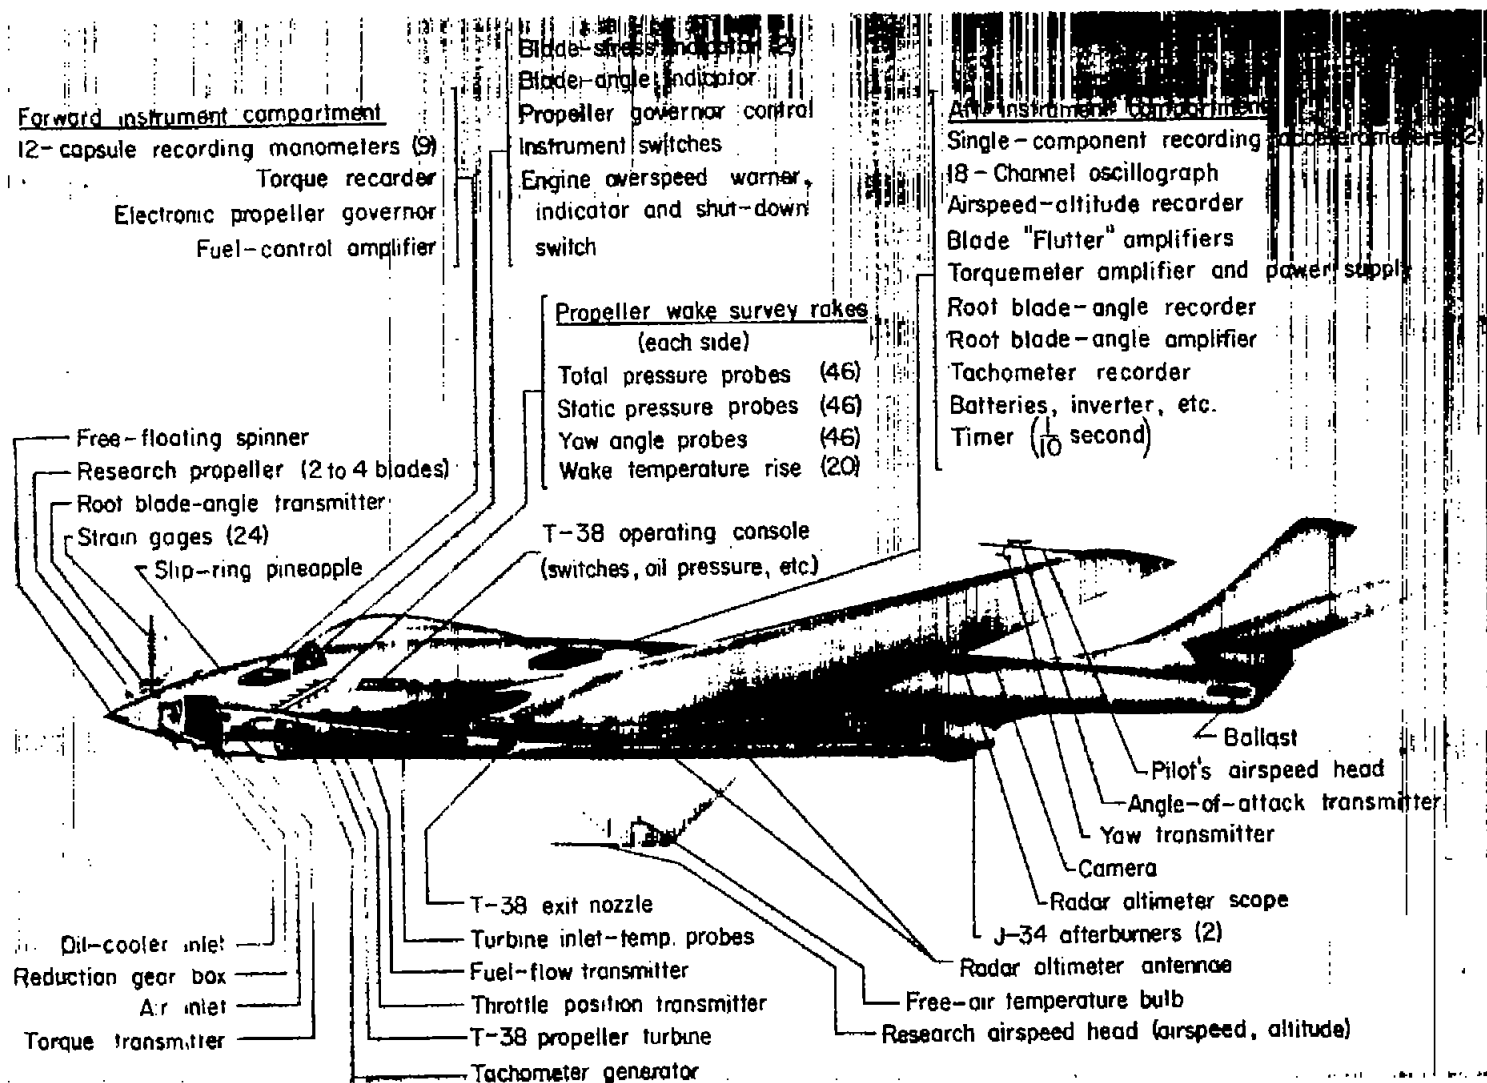 Forward instrument compartment
12-capsule recording manometers (9)
Torque recorder
Electronic propeller governor
Fuel-control amplifier
Blade-stress indicator (2)
Blade-angle indicator
Propeller governor control
Instrument switches
Engine overspeed warner,
indicator and shut-down
switch
Propeller wake survey rakes
(each side)
Total pressure probes (46)
Static pressure probes (46)
Yaw angle probes (46)
Wake temperature rise (20)
Aft instrument compartment
Single-component recording accelerometers (2)
18-Channel oscillograph
Airspeed-altitude recorder
Blade "Flutter" amplifiers
Torquemeter amplifier and power supply
Root blade-angle recorder
Root blade-angle amplifier
Tachometer recorder
Batteries, inverter, etc.
Timer (1/10 second)
Free-floating spinner
Research propeller (2 to 4 blades)
Root blade-angle transmitter
Strain gages (24)
Slip-ring pineapple
T-38 operating console
(switches, oil pressure, etc.)
Ballast
Pilot's airspeed head
Angle-of-attack transmitter
Yaw transmitter
Camera
Radar altimeter scope
J-34 afterburners (2)
Radar altimeter antennae
Free-air temperature bulb
Research airspeed head (airspeed, altitude)
T-38 exit nozzle
Turbine inlet-temp. probes
Fuel-flow transmitter
Throttle position transmitter
T-38 propeller turbine
Tachometer generator
Oil-cooler inlet
Reduction gear box
Air inlet
Torque transmitter